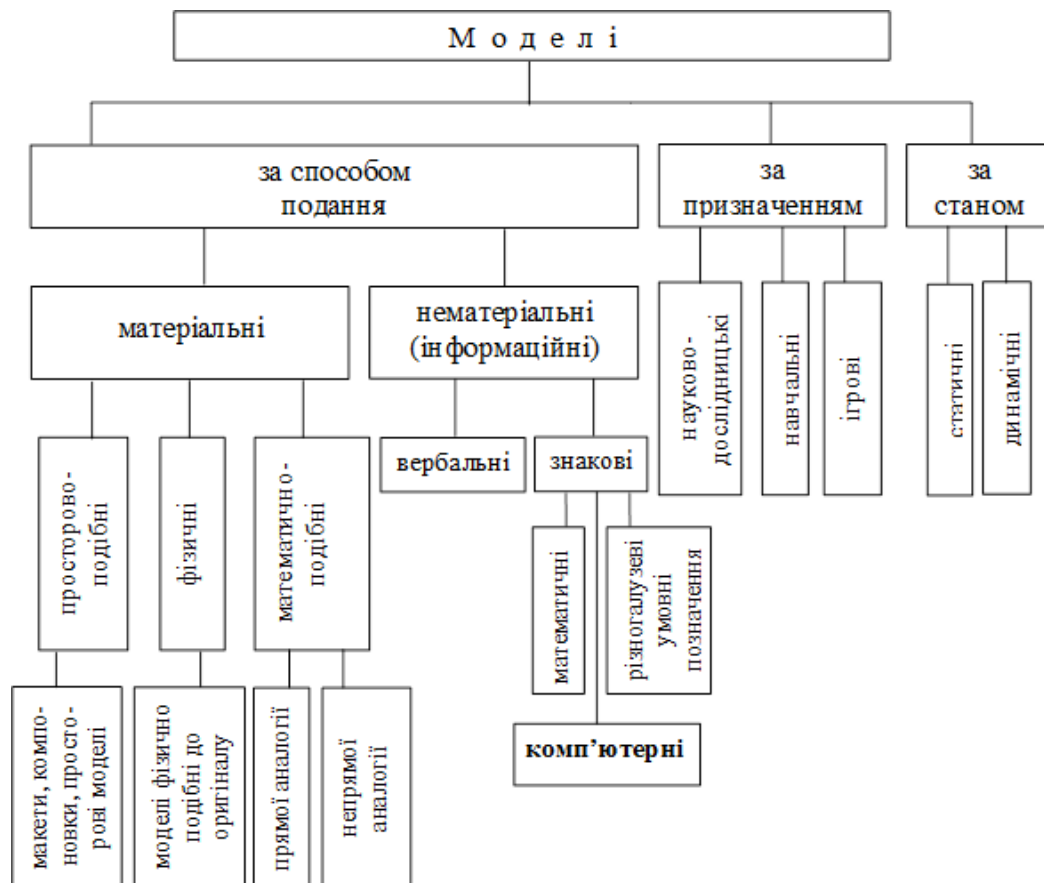 Моделі
за способом
подання
за
призначенням
за
станом
матеріальні
нематеріальні
(інформаційні)
науково-
дослідницькі
навчальні
ігрові
статичні
динамічні
просторово-
подібні
фізичні
математично-
подібні
вербальні
знакові
математичні
різногалузеві
умовні
позначення
макети, компо-
новки, просто-
рові моделі
моделі фізично
подібні до
оригіналу
прямої аналогії
непрямої
аналогії
комп’ютерні